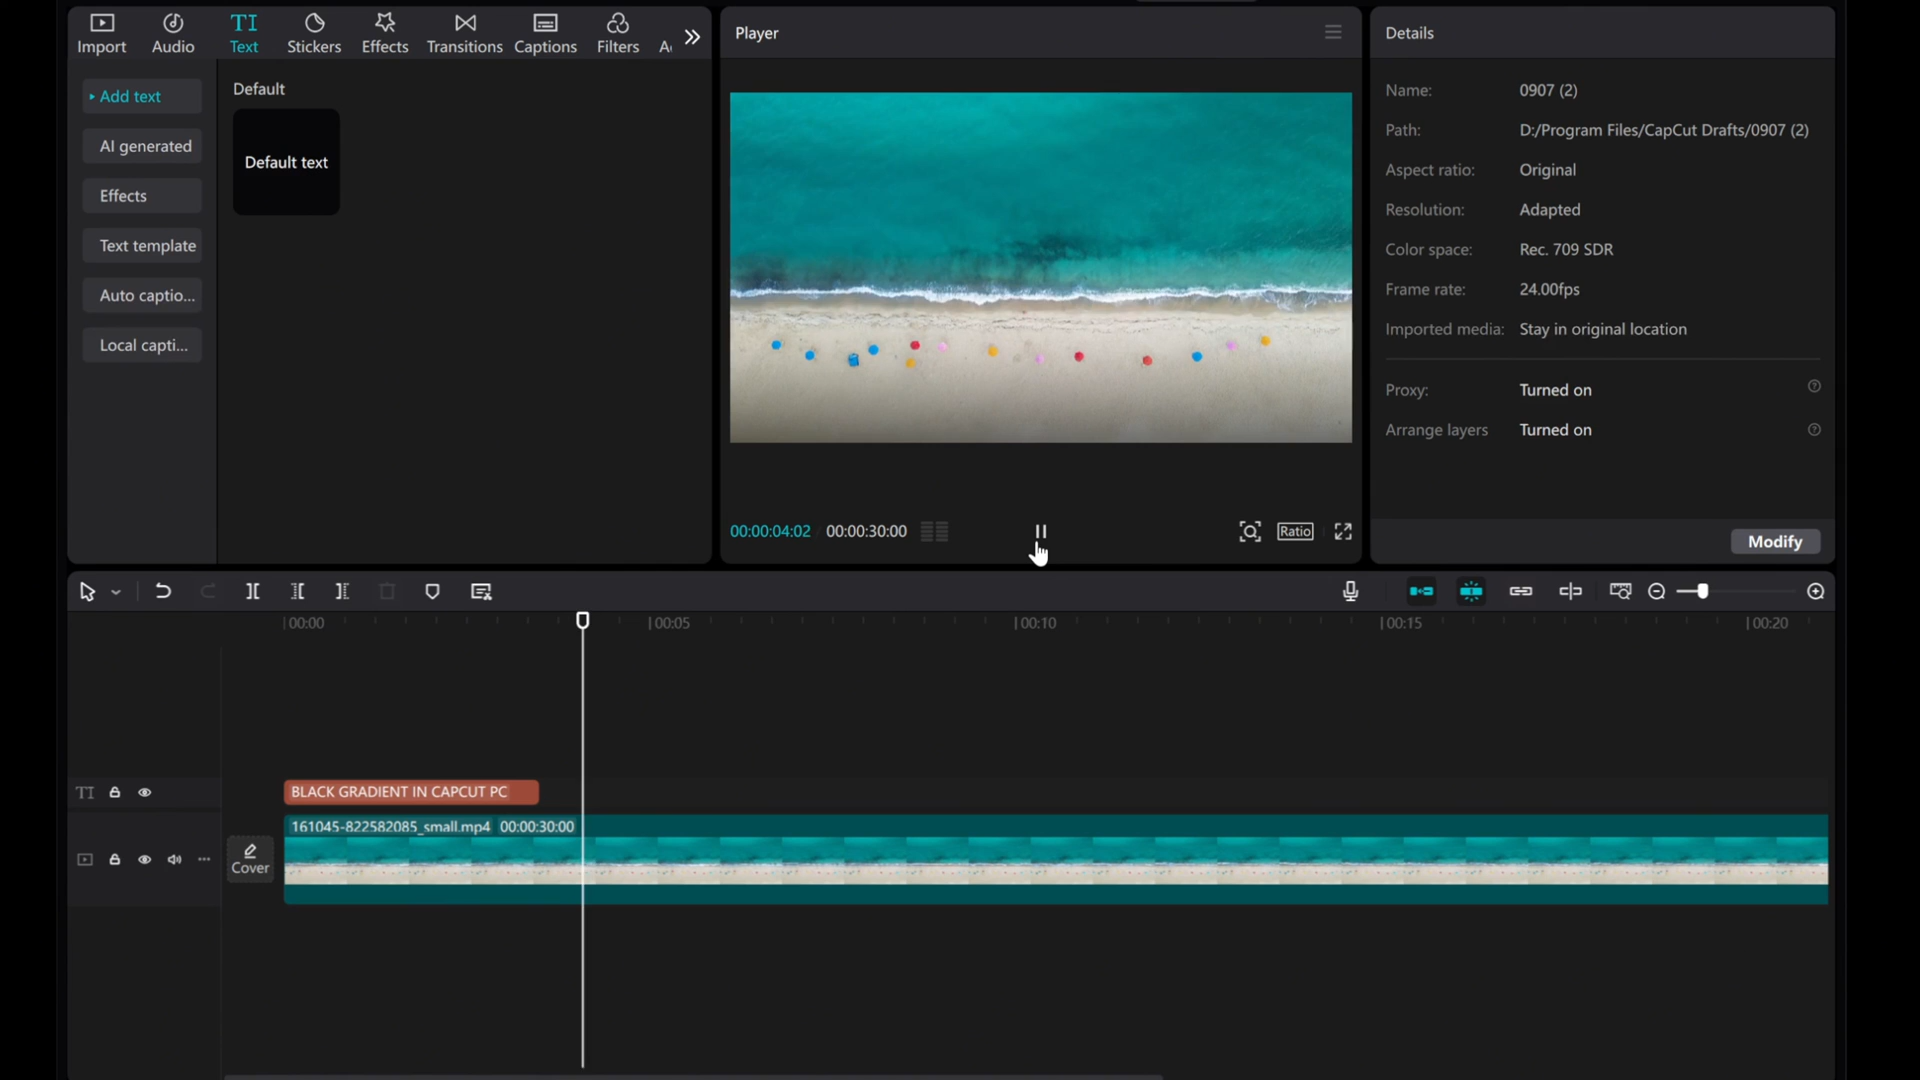 Import
Audio
Text
Stickers
Effects
Transitions
Captions
Filters
Add text
AI generated
Effects
Text template
Auto captio...
Local capti...
Default
Default text
Player
00:00:04:02
00:00:30:00
Ratio
Details
Name: 0907 (2)
Path: D:/Program Files/CapCut Drafts/0907 (2)
Aspect ratio: Original
Resolution: Adapted
Color space: Rec. 709 SDR
Frame rate: 24.00fps
Imported media: Stay in original location
Proxy: Turned on
Arrange layers Turned on
Modify
00:00
00:05
00:10
00:15
00:20
TI
BLACK GRADIENT IN CAPCUT PC
161045-822582085_small.mp4 00:00:30:00
Cover